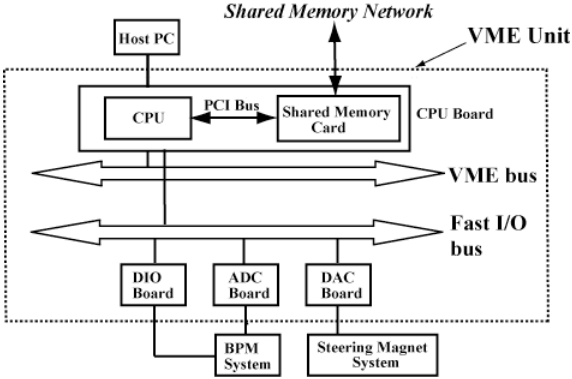 Shared Memory Network
Host PC
VME Unit
CPU
PCI Bus
Shared Memory
Card
CPU Board
VME bus
Fast I/O
bus
DIO
Board
ADC
Board
DAC
Board
BPM
System
Steering Magnet
System